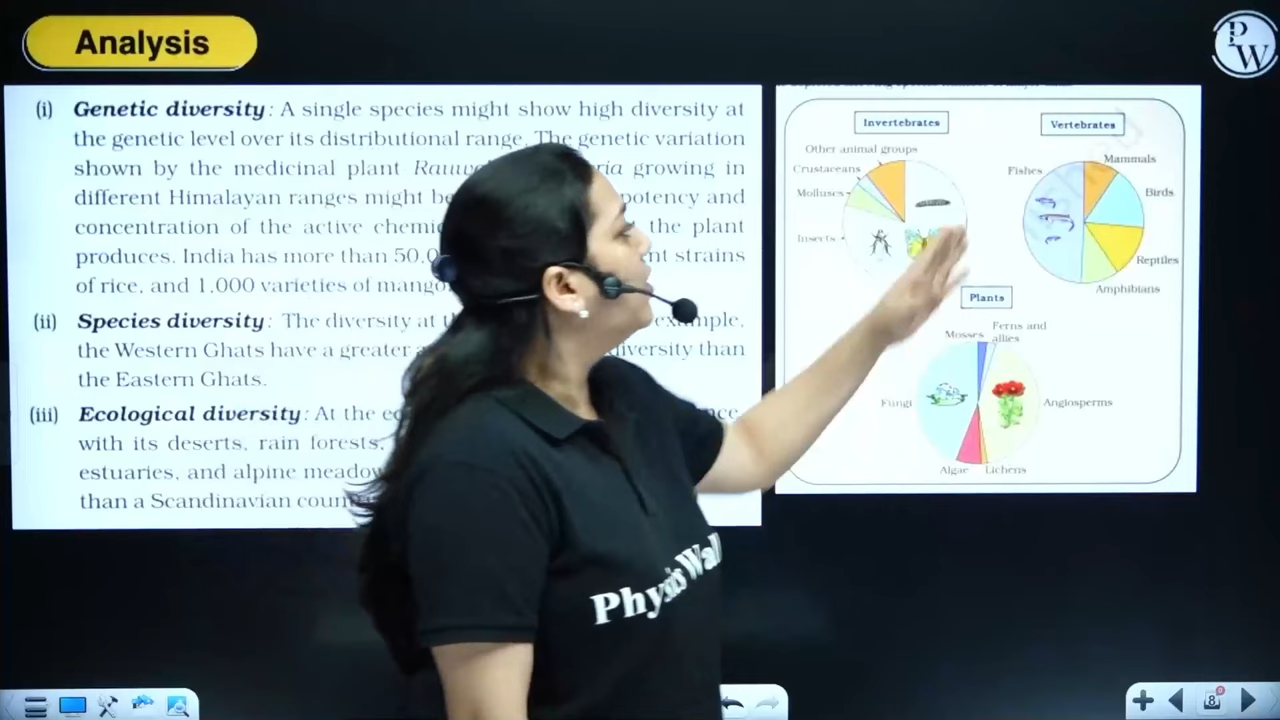 Analysis
PW
(i) Genetic diversity: A single species might show high diversity at
the genetic level over its distributional range. The genetic variation
shown by the medicinal plant growing in
different Himalayan ranges might potency and
concentration of the active the plant
produces. India has more than strains
of rice, and 1,000 varieties of
(ii) Species diversity: The diversity at example,
the Western Ghats have a greater diversity than
the Eastern Ghats.
(iii) Ecological diversity: At the
with its deserts, rain forests,
estuaries, and alpine
than a Scandinavian
Invertebrates
Other animal groups
Crustaceans
Molluscs
Insects
Vertebrates
Fishes
Mammals
Birds
Reptiles
Amphibians
Plants
Mosses
Ferns and
allies
Fungi
Angiosperms
Algae
Lichens
8